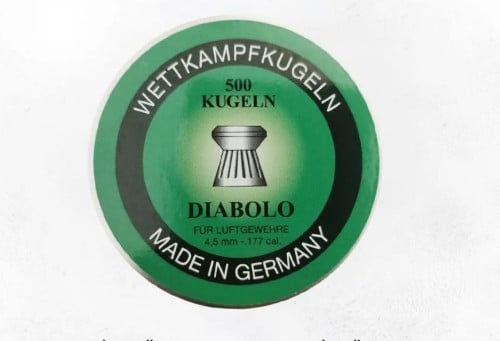 WETTKAMPFKUGELN
500
KUGELN
DIABOLO
FÜR LUFTGEWEHRE
4,5 mm -.177 cal.
MADE IN GERMANY